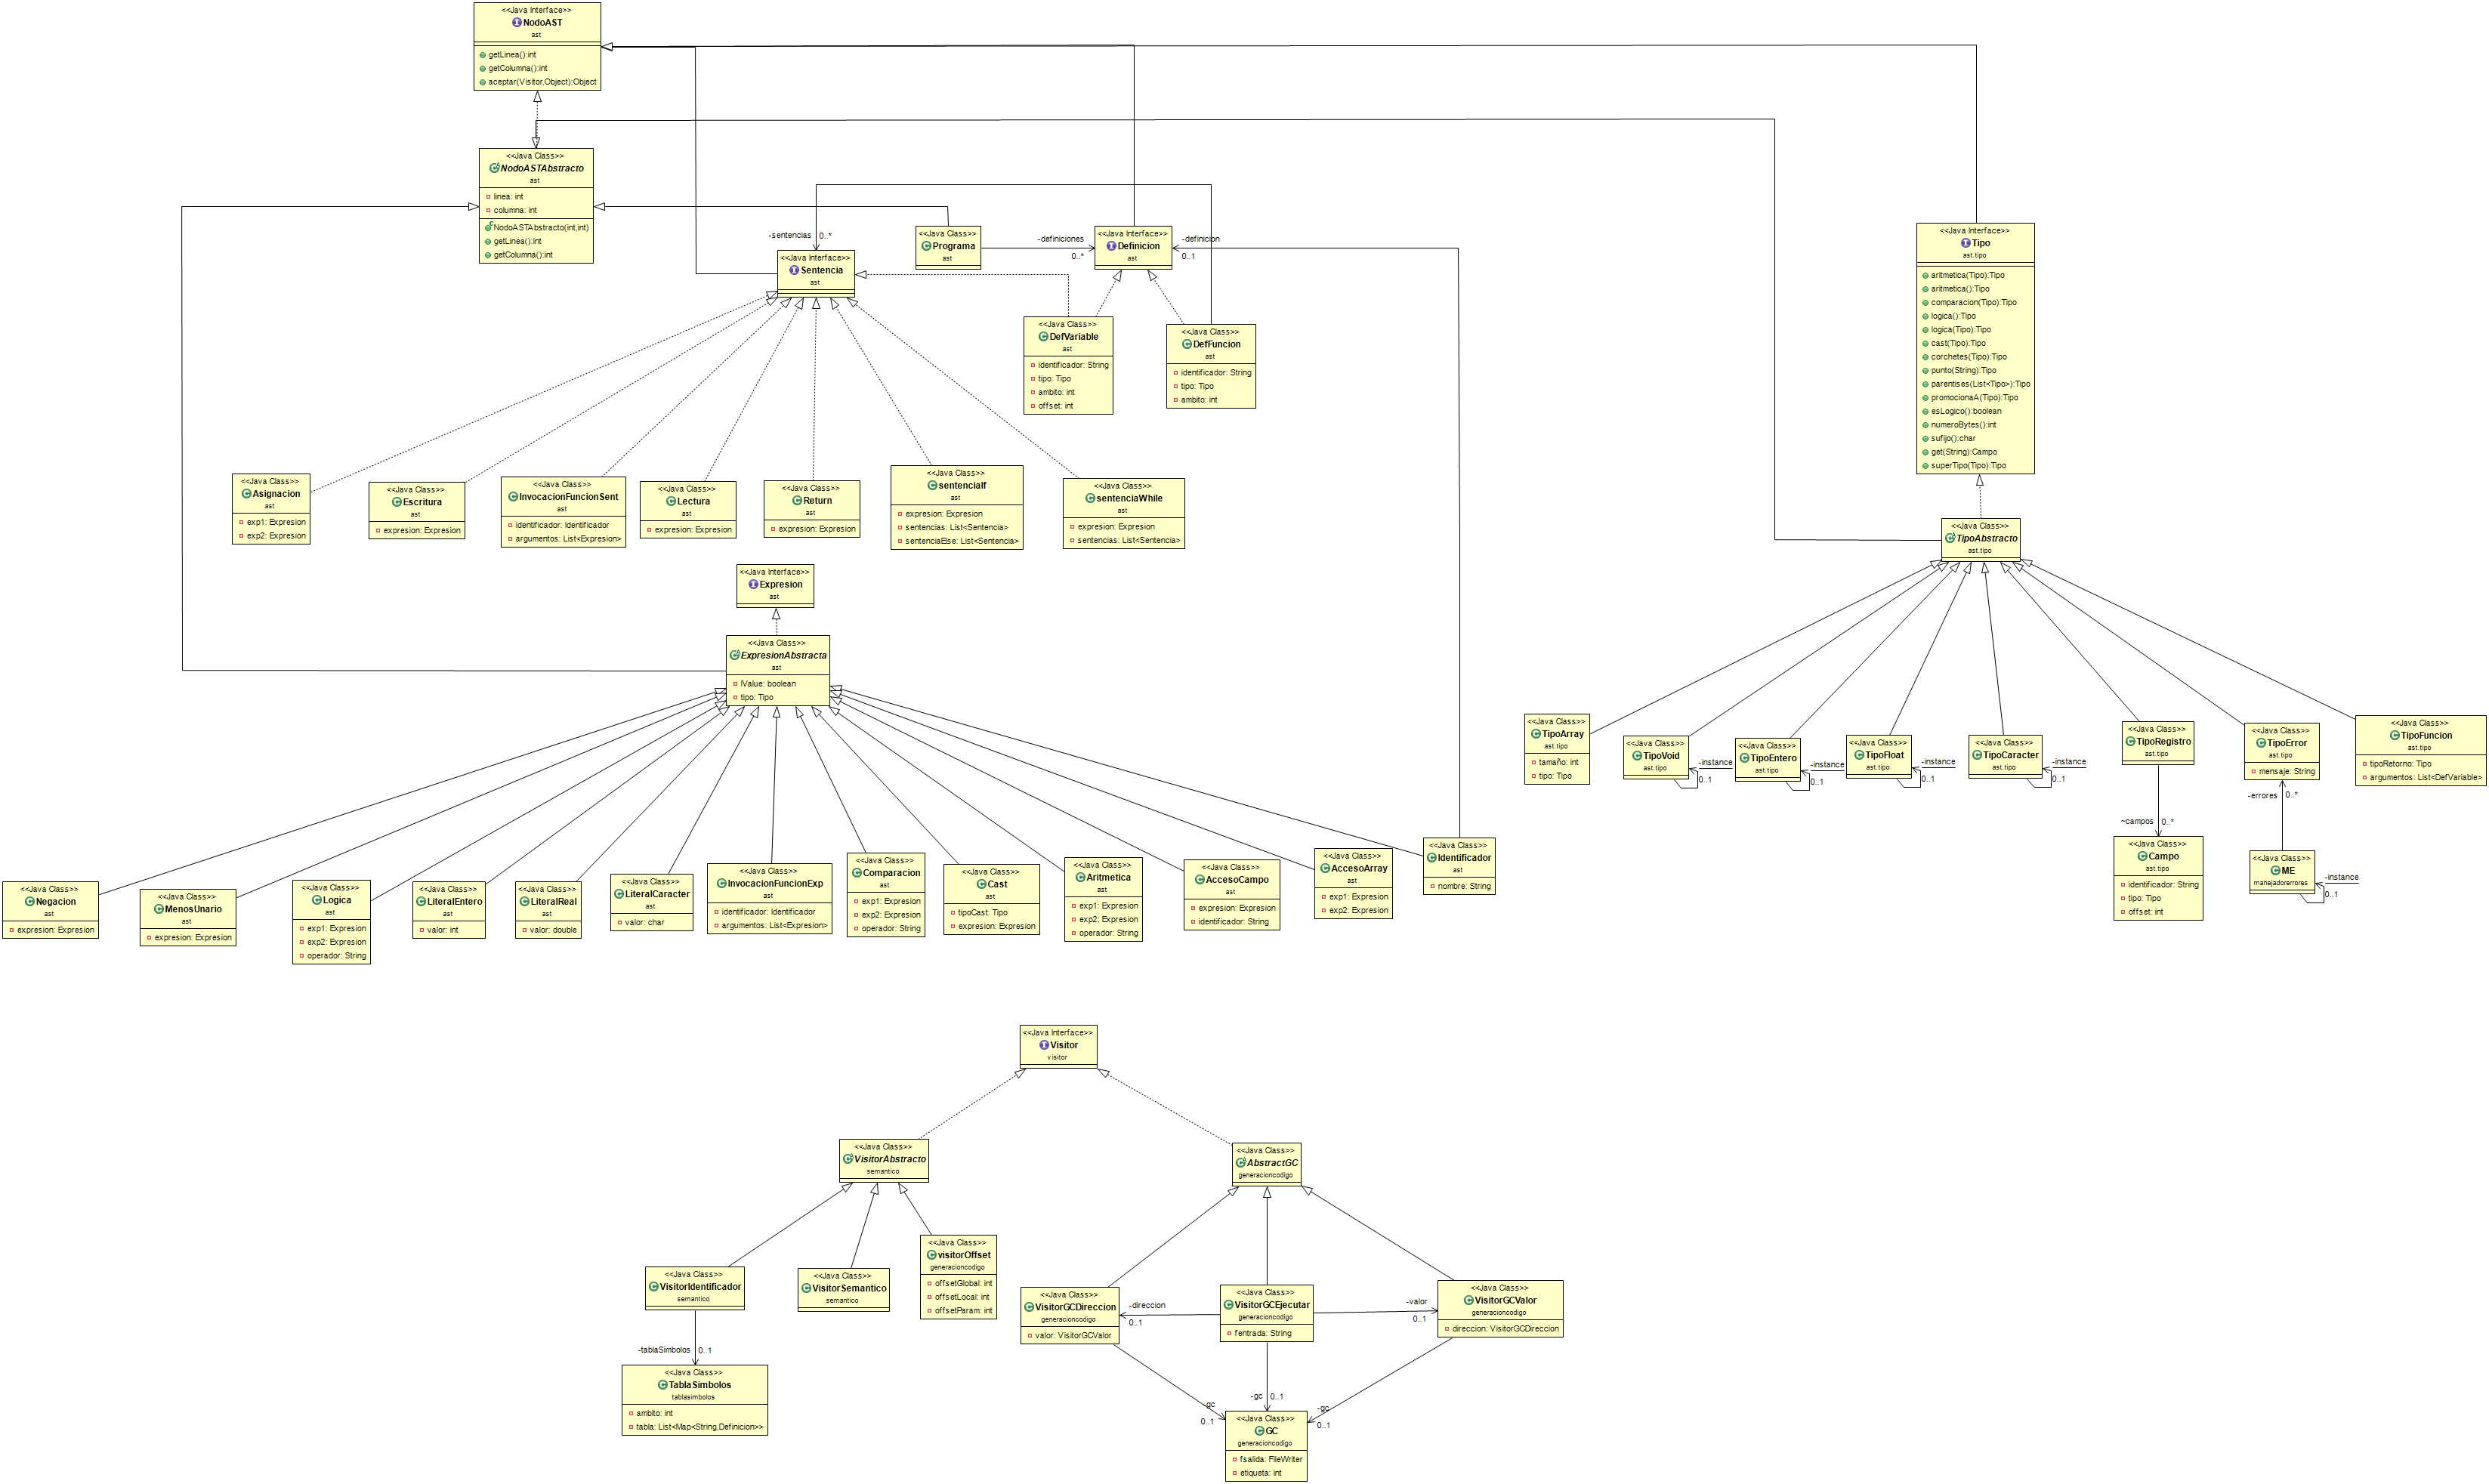 <<Java Interface>>
NodoAST
ast
getLinea():int
getColumna():int
aceptar(Visitor,Object):Object
<<Java Class>>
NodoASTAbstracto
ast
linea: int
columna: int
NodoASTAbstracto(int,int)
getLinea():int
getColumna():int
-sentencias
0..*
<<Java Interface>>
Sentencia
ast
<<Java Class>>
Programa
ast
-definiciones
0..*
<<Java Interface>>
Definicion
ast
-definicion
0..1
<<Java Class>>
DefVariable
ast
identificador: String
tipo: Tipo
ambito: int
offset: int
<<Java Class>>
DefFuncion
ast
identificador: String
tipo: Tipo
ambito: int
<<Java Interface>>
Tipo
ast.tipo
aritmetica(Tipo):Tipo
aritmetica():Tipo
comparacion(Tipo):Tipo
logica():Tipo
logica(Tipo):Tipo
cast(Tipo):Tipo
corchetes(Tipo):Tipo
punto(String):Tipo
parentises(List<Tipo>):Tipo
promocionaA(Tipo):Tipo
esLogico():boolean
numeroBytes():int
sufijo():char
get(String):Campo
superTipo(Tipo):Tipo
<<Java Class>>
Asignacion
ast
exp1: Expresion
exp2: Expresion
<<Java Class>>
Escritura
ast
expresion: Expresion
<<Java Class>>
InvocacionFuncionSent
ast
identificador: Identificador
argumentos: List<Expresion>
<<Java Class>>
Lectura
ast
expresion: Expresion
<<Java Class>>
Return
ast
expresion: Expresion
<<Java Class>>
sentenciaIf
ast
expresion: Expresion
sentencias: List<Sentencia>
sentenciaElse: List<Sentencia>
<<Java Class>>
sentenciaWhile
ast
expresion: Expresion
sentencias: List<Sentencia>
<<Java Class>>
TipoAbstracto
ast.tipo
<<Java Interface>>
Expresion
ast
<<Java Class>>
ExpresionAbstracta
ast
lValue: boolean
tipo: Tipo
<<Java Class>>
TipoArray
ast.tipo
tamaño: int
tipo: Tipo
<<Java Class>>
TipoVoid
ast.tipo
-instance
0..1
<<Java Class>>
TipoEntero
ast.tipo
-instance
0..1
<<Java Class>>
TipoFloat
ast.tipo
-instance
0..1
<<Java Class>>
TipoCaracter
ast.tipo
-instance
0..1
<<Java Class>>
TipoRegistro
ast.tipo
<<Java Class>>
TipoError
ast.tipo
mensaje: String
<<Java Class>>
TipoFuncion
ast.tipo
tipoRetorno: Tipo
argumentos: List<DefVariable>
~campos
0..*
-errores
0..*
<<Java Class>>
Campo
ast.tipo
identificador: String
tipo: Tipo
offset: int
<<Java Class>>
ME
manejadorerrores
-instance
0..1
<<Java Class>>
Negacion
ast
expresion: Expresion
<<Java Class>>
MenosUnario
ast
expresion: Expresion
<<Java Class>>
Logica
ast
exp1: Expresion
exp2: Expresion
operador: String
<<Java Class>>
LiteralEntero
ast
valor: int
<<Java Class>>
LiteralReal
ast
valor: double
<<Java Class>>
LiteralCaracter
ast
valor: char
<<Java Class>>
InvocacionFuncionExp
ast
identificador: Identificador
argumentos: List<Expresion>
<<Java Class>>
Comparacion
ast
exp1: Expresion
exp2: Expresion
operador: String
<<Java Class>>
Cast
ast
tipoCast: Tipo
expresion: Expresion
<<Java Class>>
Aritmetica
ast
exp1: Expresion
exp2: Expresion
operador: String
<<Java Class>>
AccesoCampo
ast
expresion: Expresion
identificador: String
<<Java Class>>
AccesoArray
ast
exp1: Expresion
exp2: Expresion
<<Java Class>>
Identificador
ast
nombre: String
<<Java Interface>>
Visitor
visitor
<<Java Class>>
VisitorAbstracto
semantico
<<Java Class>>
AbstractGC
generacioncodigo
<<Java Class>>
VisitorIdentificador
semantico
<<Java Class>>
VisitorSemantico
semantico
<<Java Class>>
visitorOffset
generacioncodigo
offsetGlobal: int
offsetLocal: int
offsetParam: int
<<Java Class>>
VisitorGCDireccion
generacioncodigo
valor: VisitorGCValor
-direccion
0..1
<<Java Class>>
VisitorGCEjecutar
generacioncodigo
fentrada: String
-valor
0..1
<<Java Class>>
VisitorGCValor
generacioncodigo
direccion: VisitorGCDireccion
-tablaSimbolos
0..1
<<Java Class>>
TablaSimbolos
tablasimbolos
ambito: int
tabla: List<Map<String,Definicion>>
-gc
0..1
-gc
0..1
-gc
0..1
<<Java Class>>
GC
generacioncodigo
fsalida: FileWriter
etiqueta: int